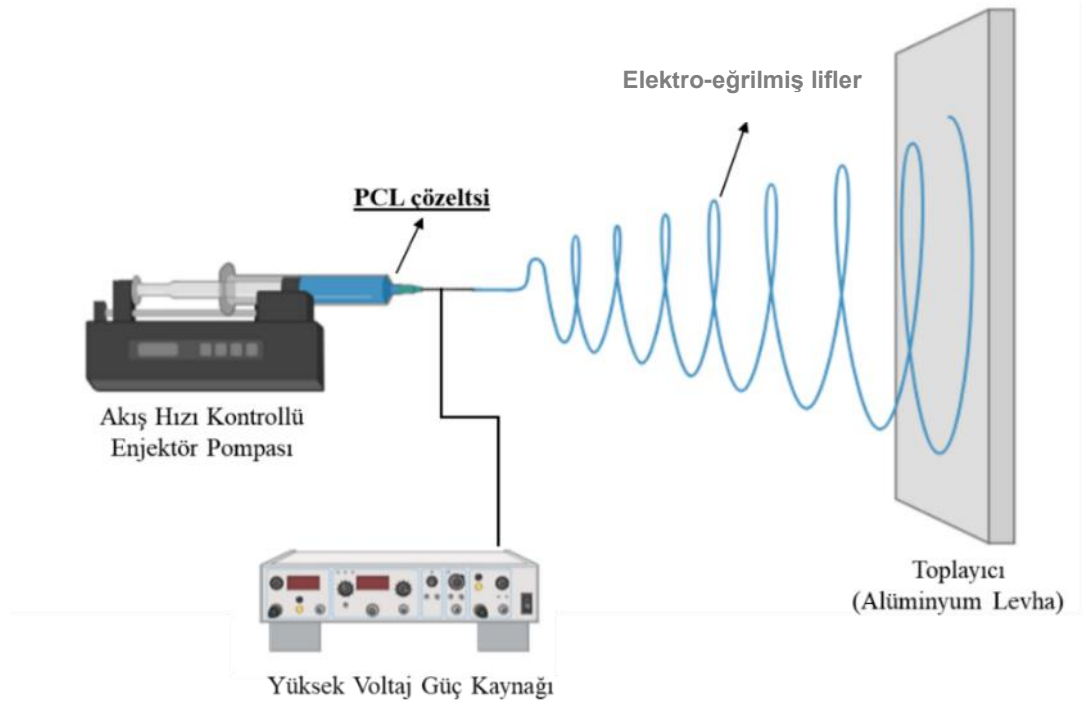 Elektro-eğrilmiş lifler
PCL çözeltsi
Akış Hızı Kontrollü
Enjektör Pompası
Toplayıcı
(Alüminyum Levha)
Yüksek Voltaj Güç Kaynağı